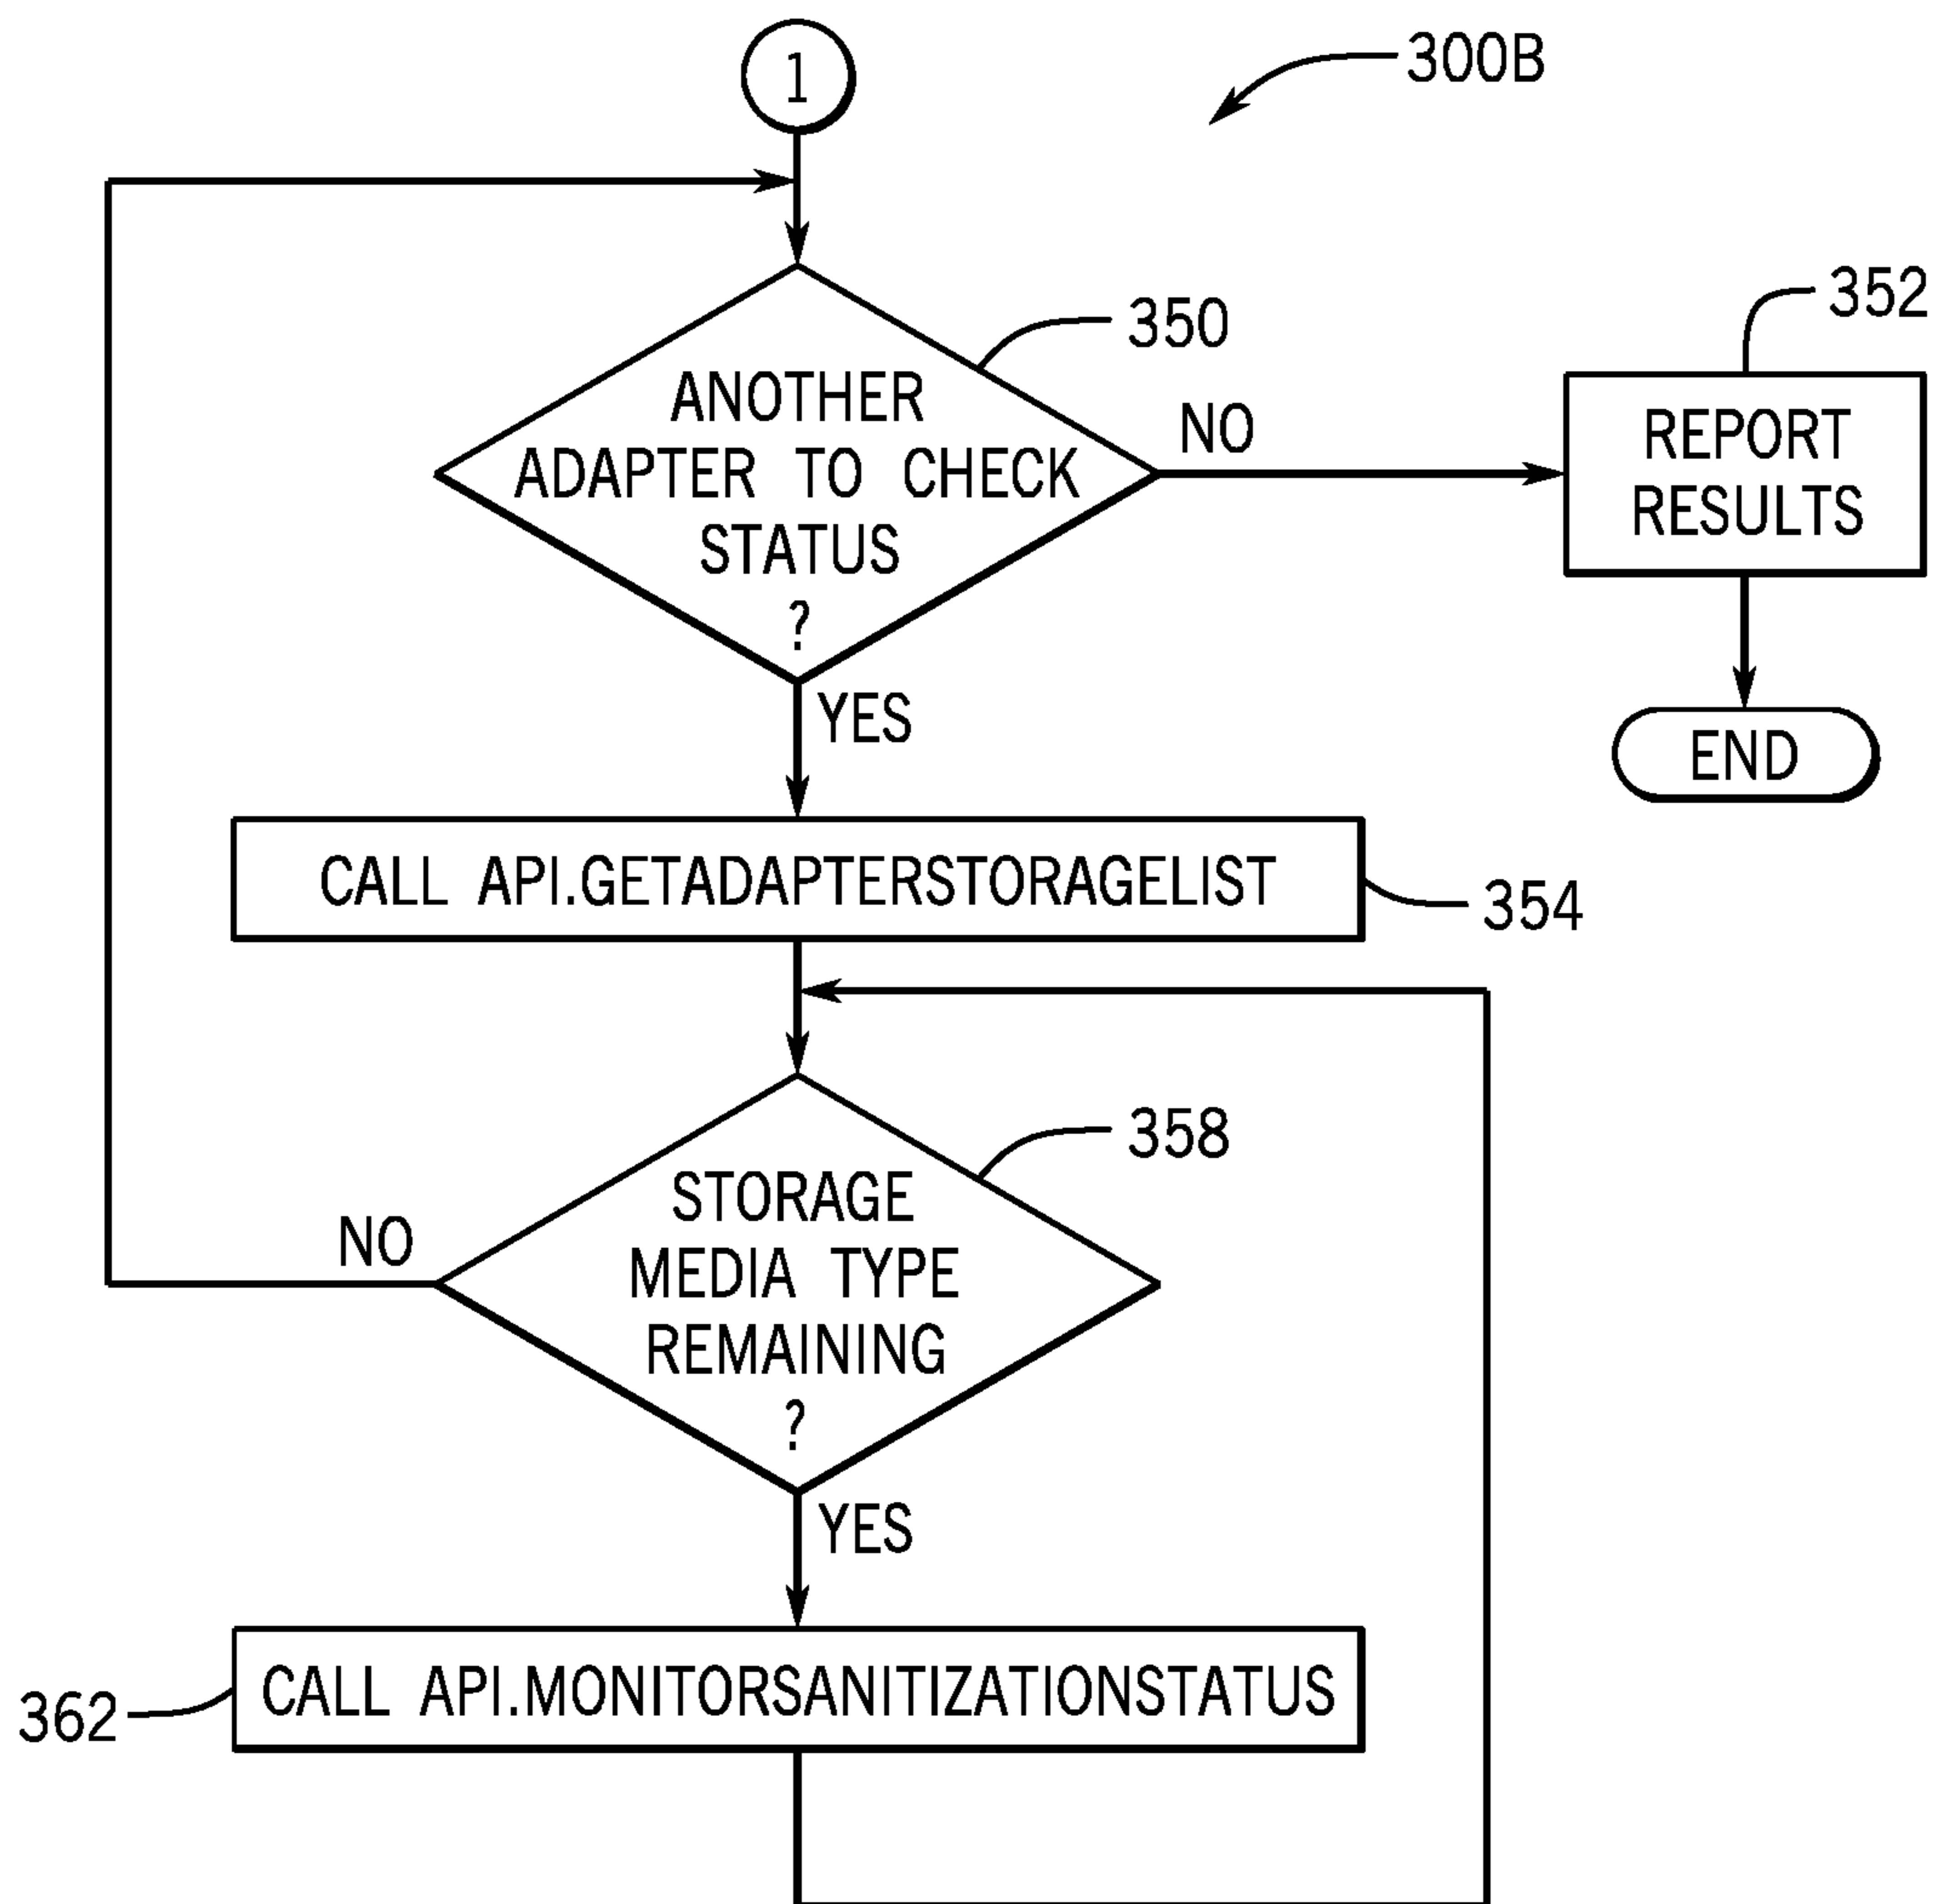 1
300B
350
352
ANOTHER
ADAPTER TO CHECK
STATUS
?
NO
REPORT
RESULTS
YES
END
CALL API.GETADAPTERSTORAGELIST
354
358
STORAGE
MEDIA TYPE
REMAINING
?
NO
YES
CALL API.MONITORSANITIZATIONSTATUS
362